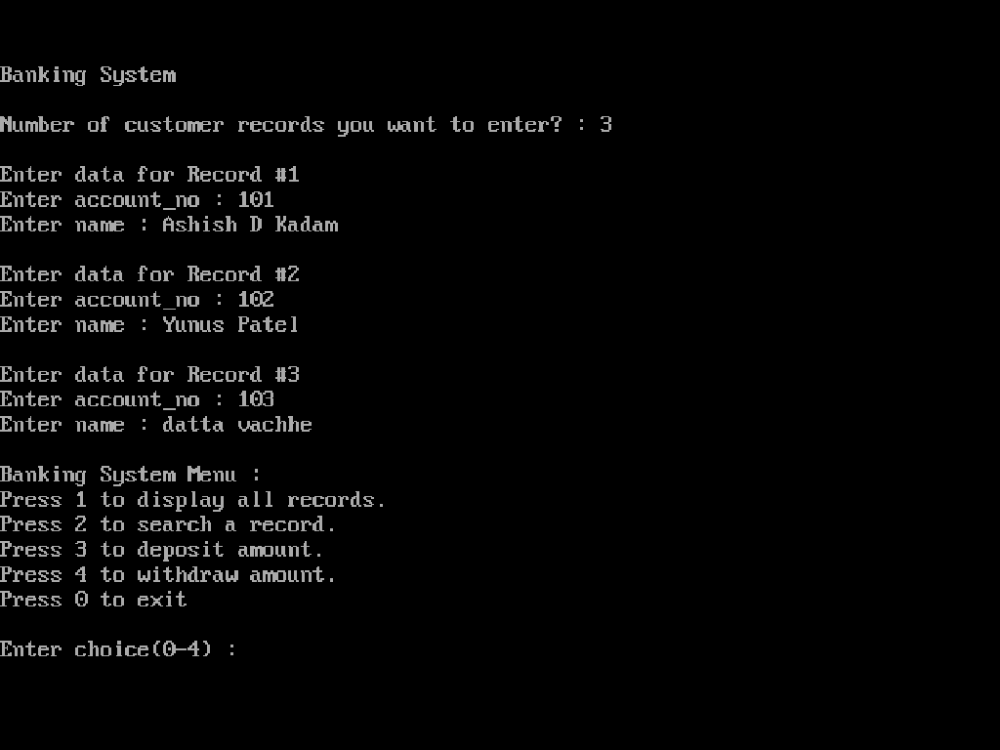 Banking System
Number of customer records you want to enter? : 3
Enter data for Record #1
Enter account_no : 101
Enter name : Ashish D Kadam
Enter data for Record #2
Enter account_no : 102
Enter name : Yunus Patel
Enter data for Record #3
Enter account_no : 103
Enter name : datta vachhe
Banking System Menu :
Press 1 to display all records.
Press 2 to search a record.
Press 3 to deposit amount.
Press 4 to withdraw amount.
Press 0 to exit
Enter choice(0-4) :